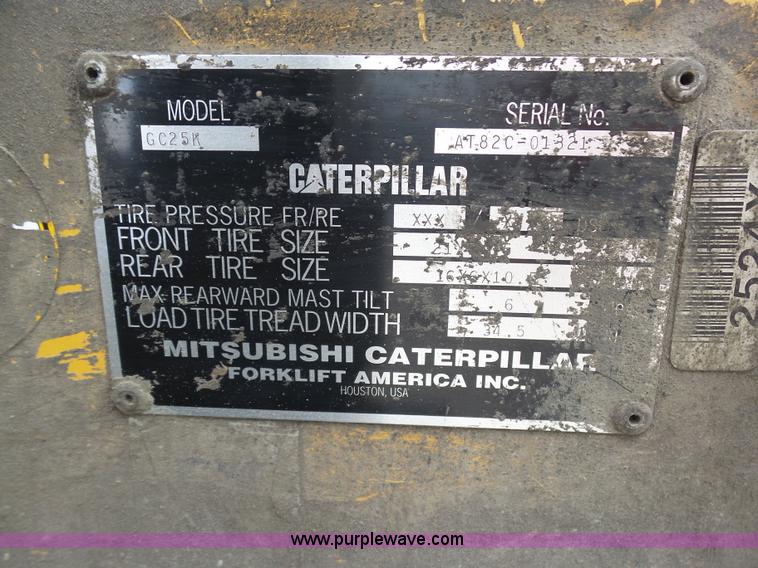 MODEL SERIAL No.
GC25K AT82C-01321
CATERPILLAR
TIRE PRESSURE FR/RE XXX /
FRONT TIRE SIZE
REAR TIRE SIZE 16X6X10
MAX REARWARD MAST TILT 6
LOAD TIRE TREAD WIDTH 34.5
MITSUBISHI CATERPILLAR
FORKLIFT AMERICA INC.
HOUSTON, USA
2524X
www.purplewave.com